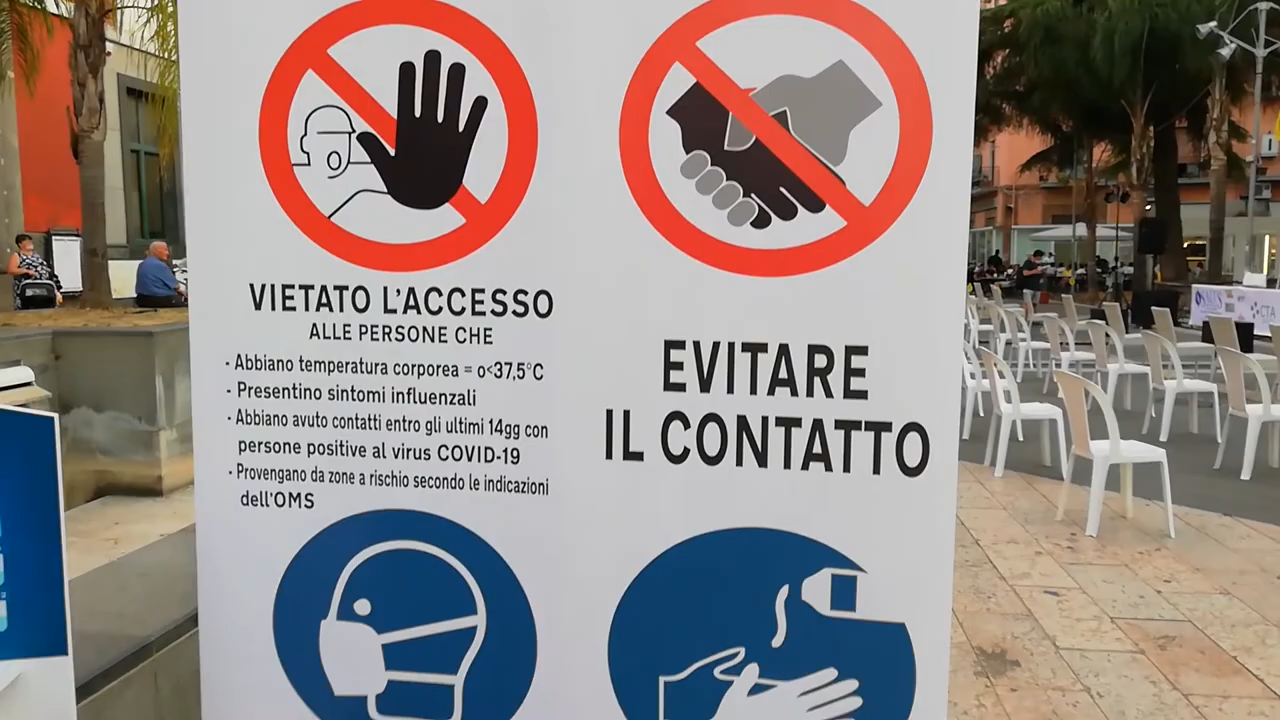 VIETATO L'ACCESSO
ALLE PERSONE CHE
- Abbiano temperatura corporea = o<37,5°C
- Presentino sintomi influenzali
- Abbiano avuto contatti entro gli ultimi 14gg con
persone positive al virus COVID-19
- Provengano da zone a rischio secondo le indicazioni
dell'OMS
EVITARE
IL CONTATTO
CTA